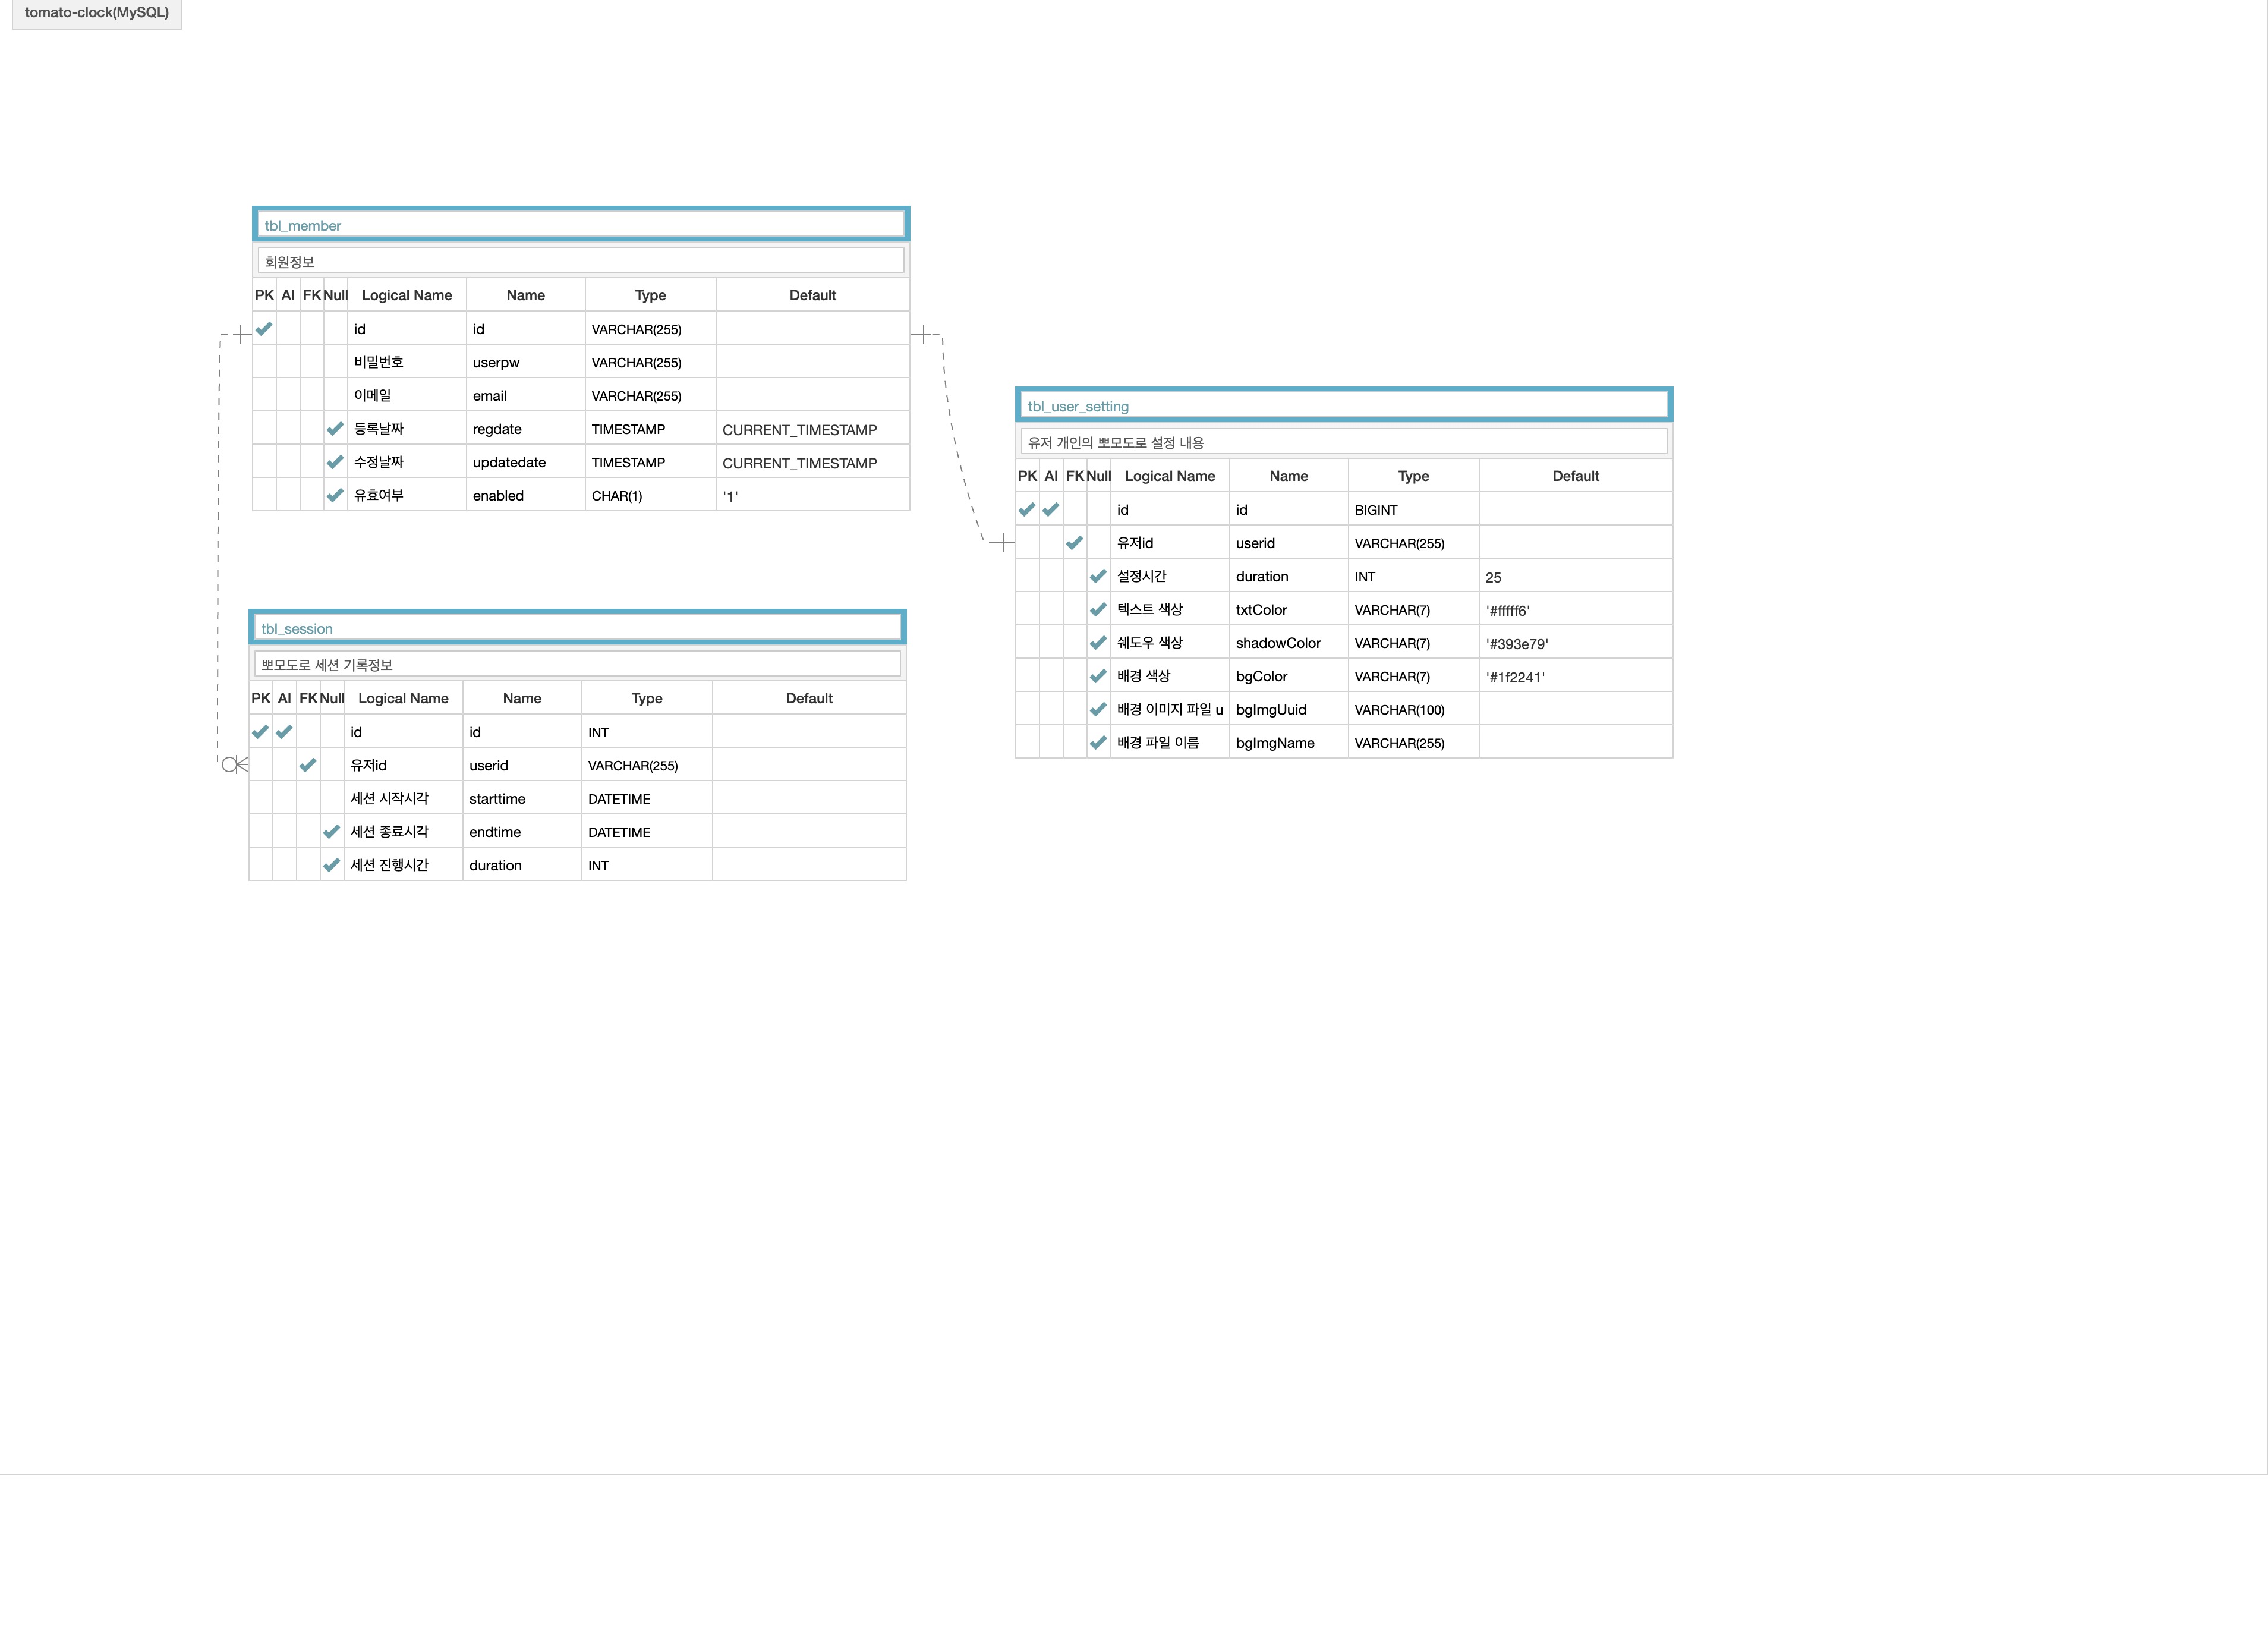 tomato-clock(MySQL)
tbl_member
회원정보
PK AI FK Null Logical Name Name Type Default
id id VARCHAR(255)
비밀번호 userpw VARCHAR(255)
이메일 email VARCHAR(255)
등록날짜 regdate TIMESTAMP CURRENT_TIMESTAMP
수정날짜 updatedate TIMESTAMP CURRENT_TIMESTAMP
유효여부 enabled CHAR(1) '1'
tbl_user_setting
유저 개인의 뽀모도로 설정 내용
PK AI FK Null Logical Name Name Type Default
id id BIGINT
유저id userid VARCHAR(255)
설정시간 duration INT 25
텍스트 색상 txtColor VARCHAR(7) '#fffff6'
쉐도우 색상 shadowColor VARCHAR(7) '#393e79'
배경 색상 bgColor VARCHAR(7) '#1f2241'
배경 이미지 파일 u bgImgUuid VARCHAR(100)
배경 파일 이름 bgImgName VARCHAR(255)
tbl_session
뽀모도로 세션 기록정보
PK AI FK Null Logical Name Name Type Default
id id INT
유저id userid VARCHAR(255)
세션 시작시각 starttime DATETIME
세션 종료시각 endtime DATETIME
세션 진행시간 duration INT